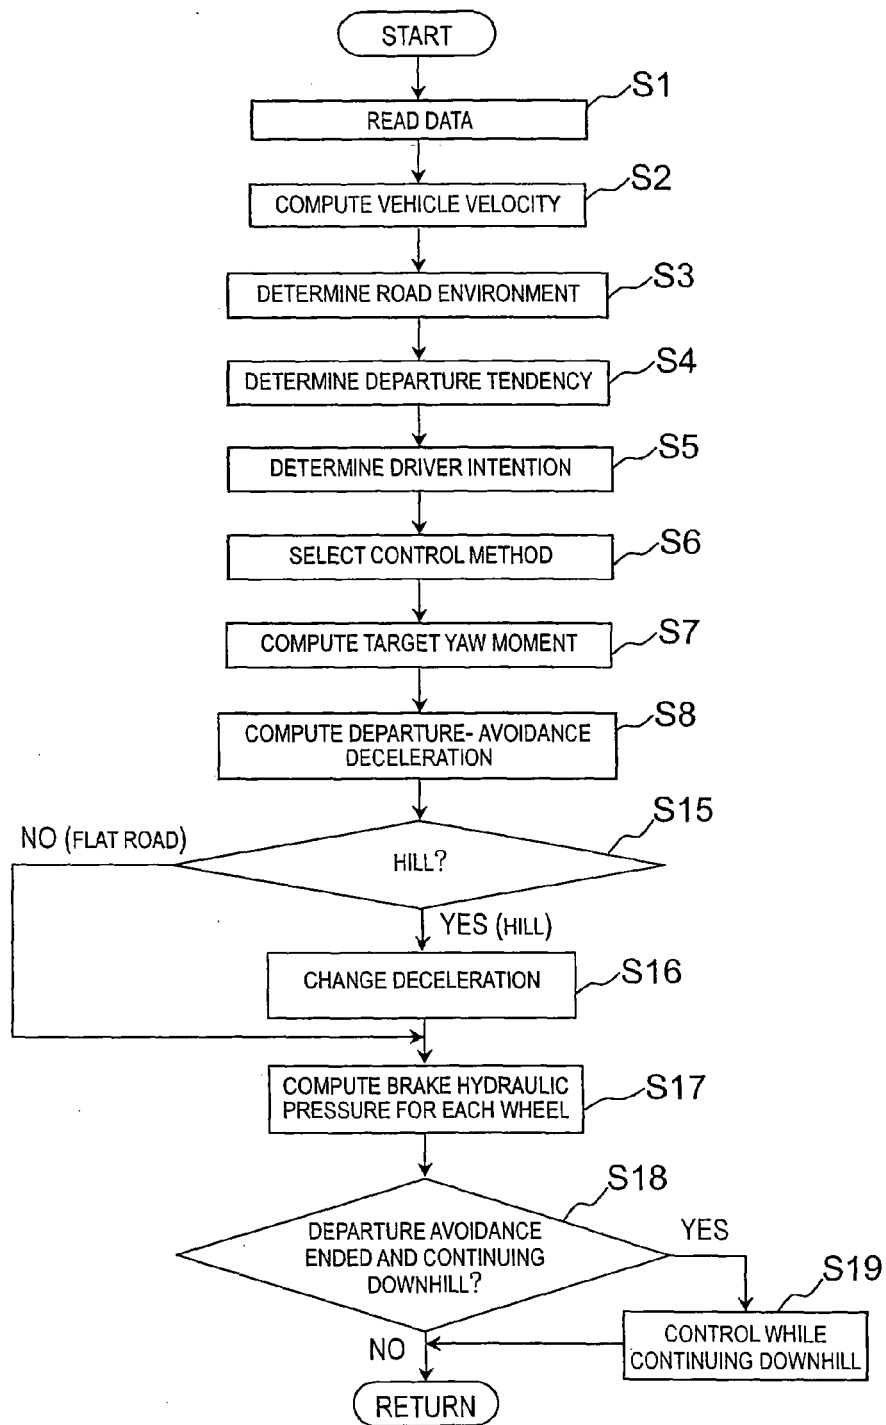 START
S1
READ DATA
S2
COMPUTE VEHICLE VELOCITY
S3
DETERMINE ROAD ENVIRONMENT
S4
DETERMINE DEPARTURE TENDENCY
S5
DETERMINE DRIVER INTENTION
S6
SELECT CONTROL METHOD
S7
COMPUTE TARGET YAW MOMENT
S8
COMPUTE DEPARTURE- AVOIDANCE
DECELERATION
S15
NO (FLAT ROAD)
HILL?
YES (HILL)
S16
CHANGE DECELERATION
COMPUTE BRAKE HYDRAULIC
PRESSURE FOR EACH WHEEL
S17
S18
DEPARTURE AVOIDANCE
ENDED AND CONTINUING
DOWNHILL?
YES
S19
CONTROL WHILE
CONTINUING DOWNHILL
NO
RETURN